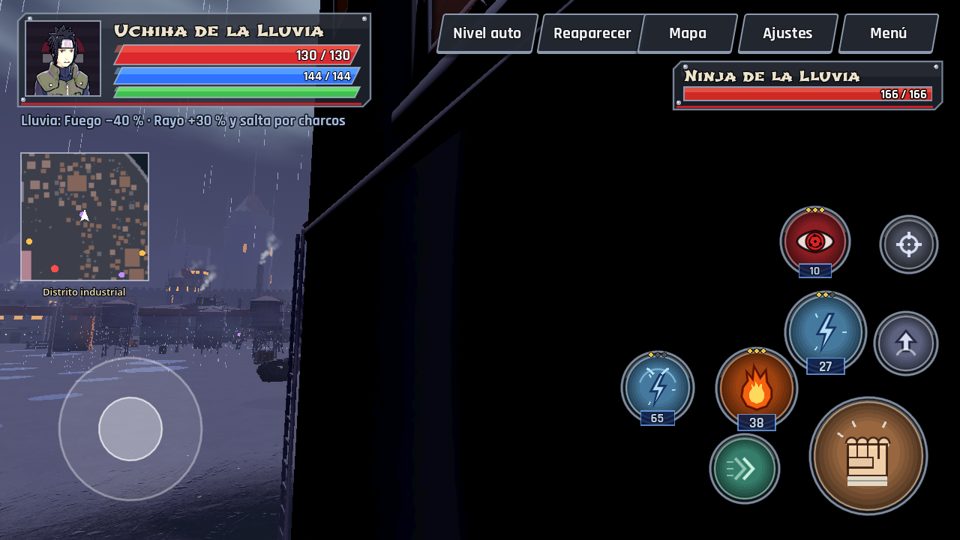 Uchiha de la Lluvia
130 / 130
144 / 144
Lluvia: Fuego −40 % · Rayo +30 % y salta por charcos
Nivel auto
Reaparecer
Mapa
Ajustes
Menú
Ninja de la Lluvia
166 / 166
Distrito industrial
10
27
65
38